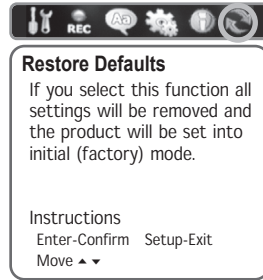 REC Aa i
Restore Defaults
If you select this function all
settings will be removed and
the product will be set into
initial (factory) mode.
Instructions
Enter-Confirm Setup-Exit
Move ▲ ▼